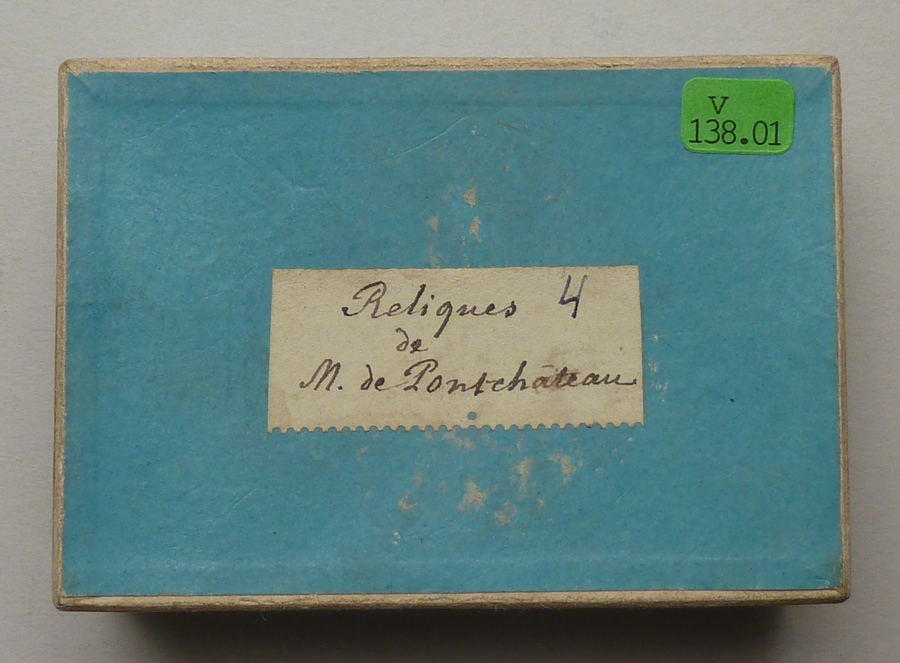 V
138.01
Reliques 4
de
M. de Pontchâteau